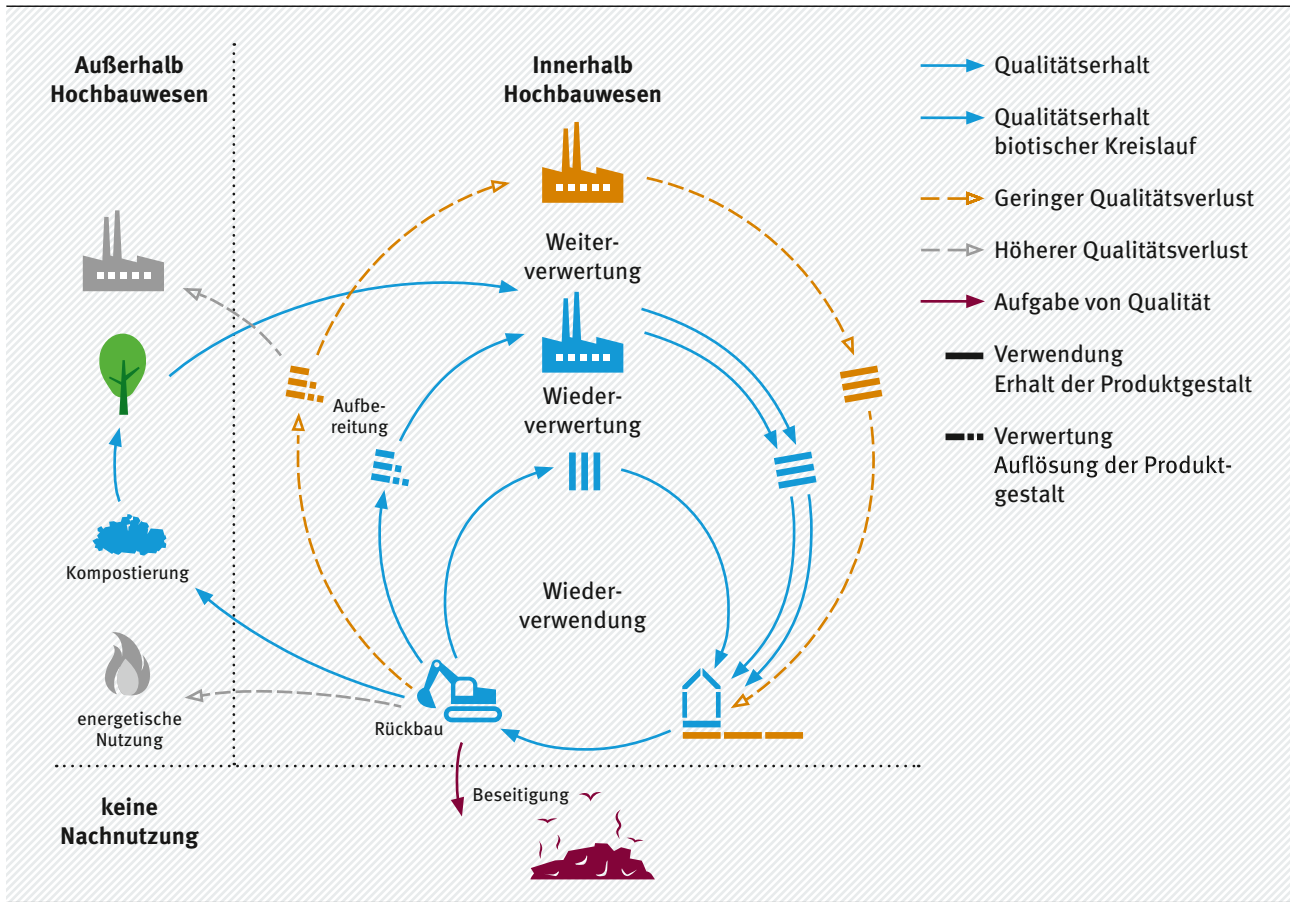 Außerhalb
Hochbauwesen
Innerhalb
Hochbauwesen
Weiter-
verwertung
Wieder-
verwertung
Aufbe-
reitung
Wieder-
verwendung
Kompostierung
energetische
Nutzung
Rückbau
keine
Nachnutzung
Beseitigung
Qualitätserhalt
Qualitätserhalt
biotischer Kreislauf
Geringer Qualitätsverlust
Höherer Qualitätsverlust
Aufgabe von Qualität
Verwendung
Erhalt der Produktgestalt
Verwertung
Auflösung der Produkt-
gestalt